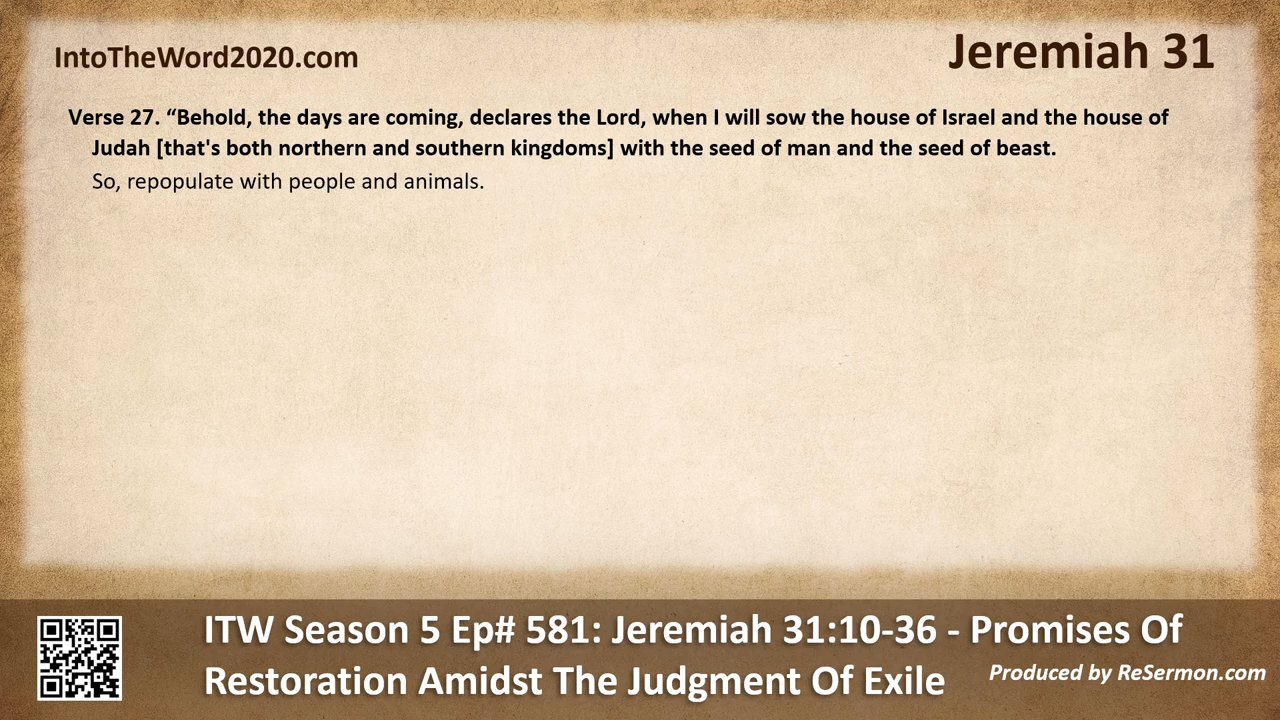 IntoTheWord2020.com
Jeremiah 31
Verse 27. “Behold, the days are coming, declares the Lord, when I will sow the house of Israel and the house of
Judah [that's both northern and southern kingdoms] with the seed of man and the seed of beast.
So, repopulate with people and animals.
ITW Season 5 Ep# 581: Jeremiah 31:10-36 - Promises Of
Restoration Amidst The Judgment Of Exile
Produced by ReSermon.com